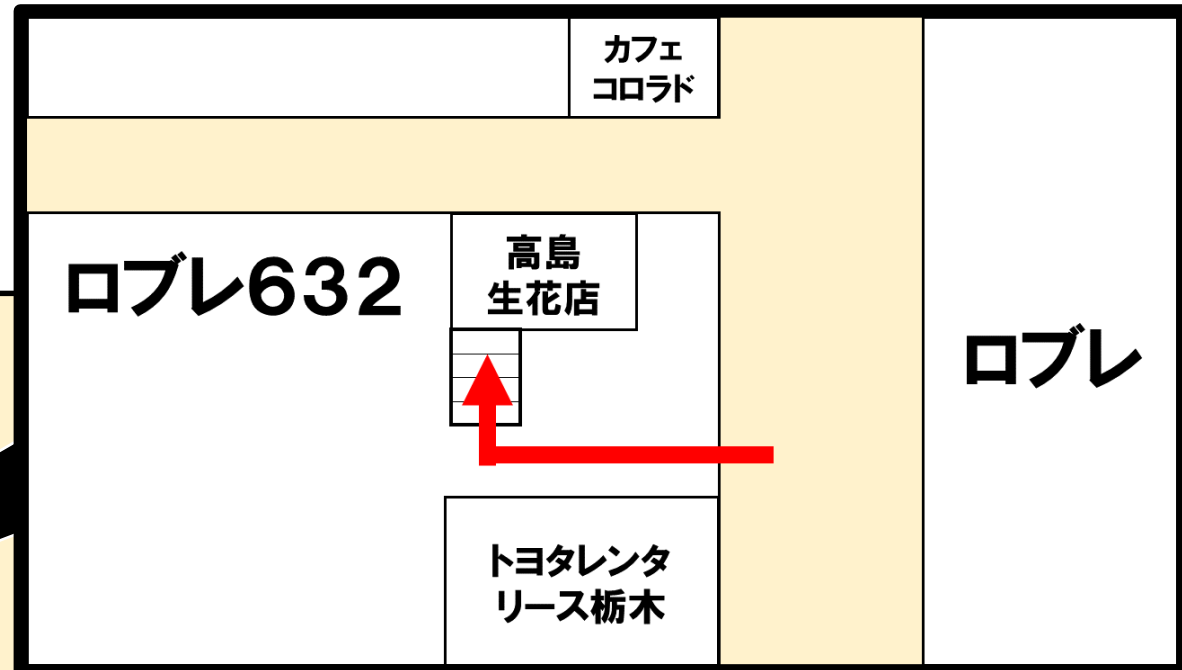 カフェ
コロラド
ロブレ632
高島
生花店
ロブレ
トヨタレンタ
リース栃木